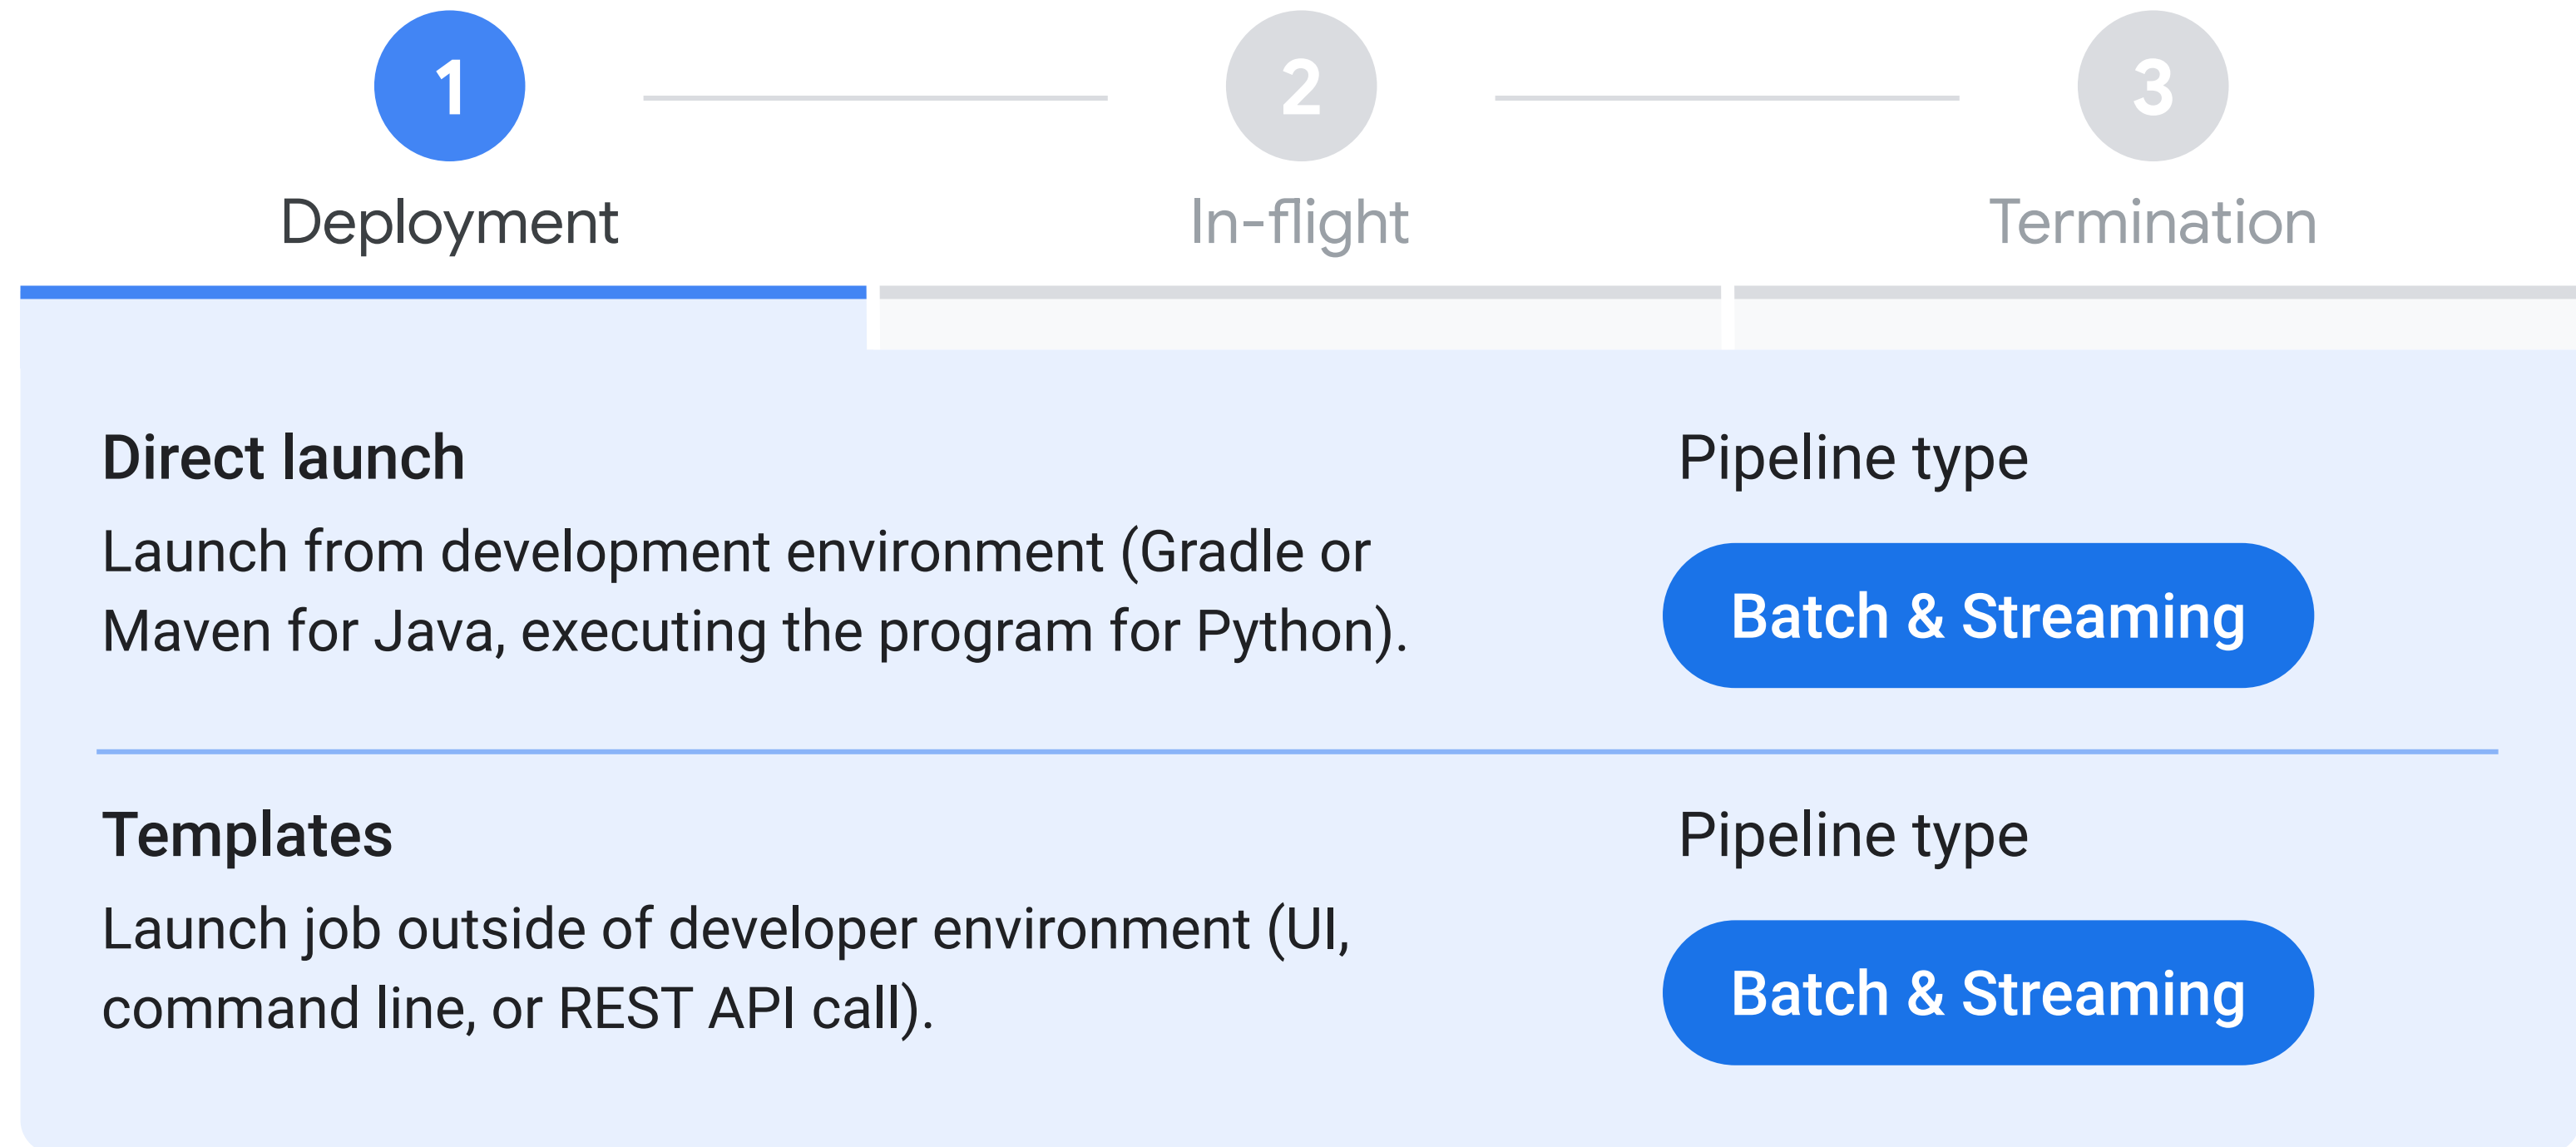 1
2
3
Deployment
In-flight
Termination
Direct launch
Pipeline type
Launch from development environment (Gradle or
Maven for Java, executing the program for Python).
Batch & Streaming
Templates
Pipeline type
Launch job outside of developer environment (UI,
command line, or REST API call).
Batch & Streaming